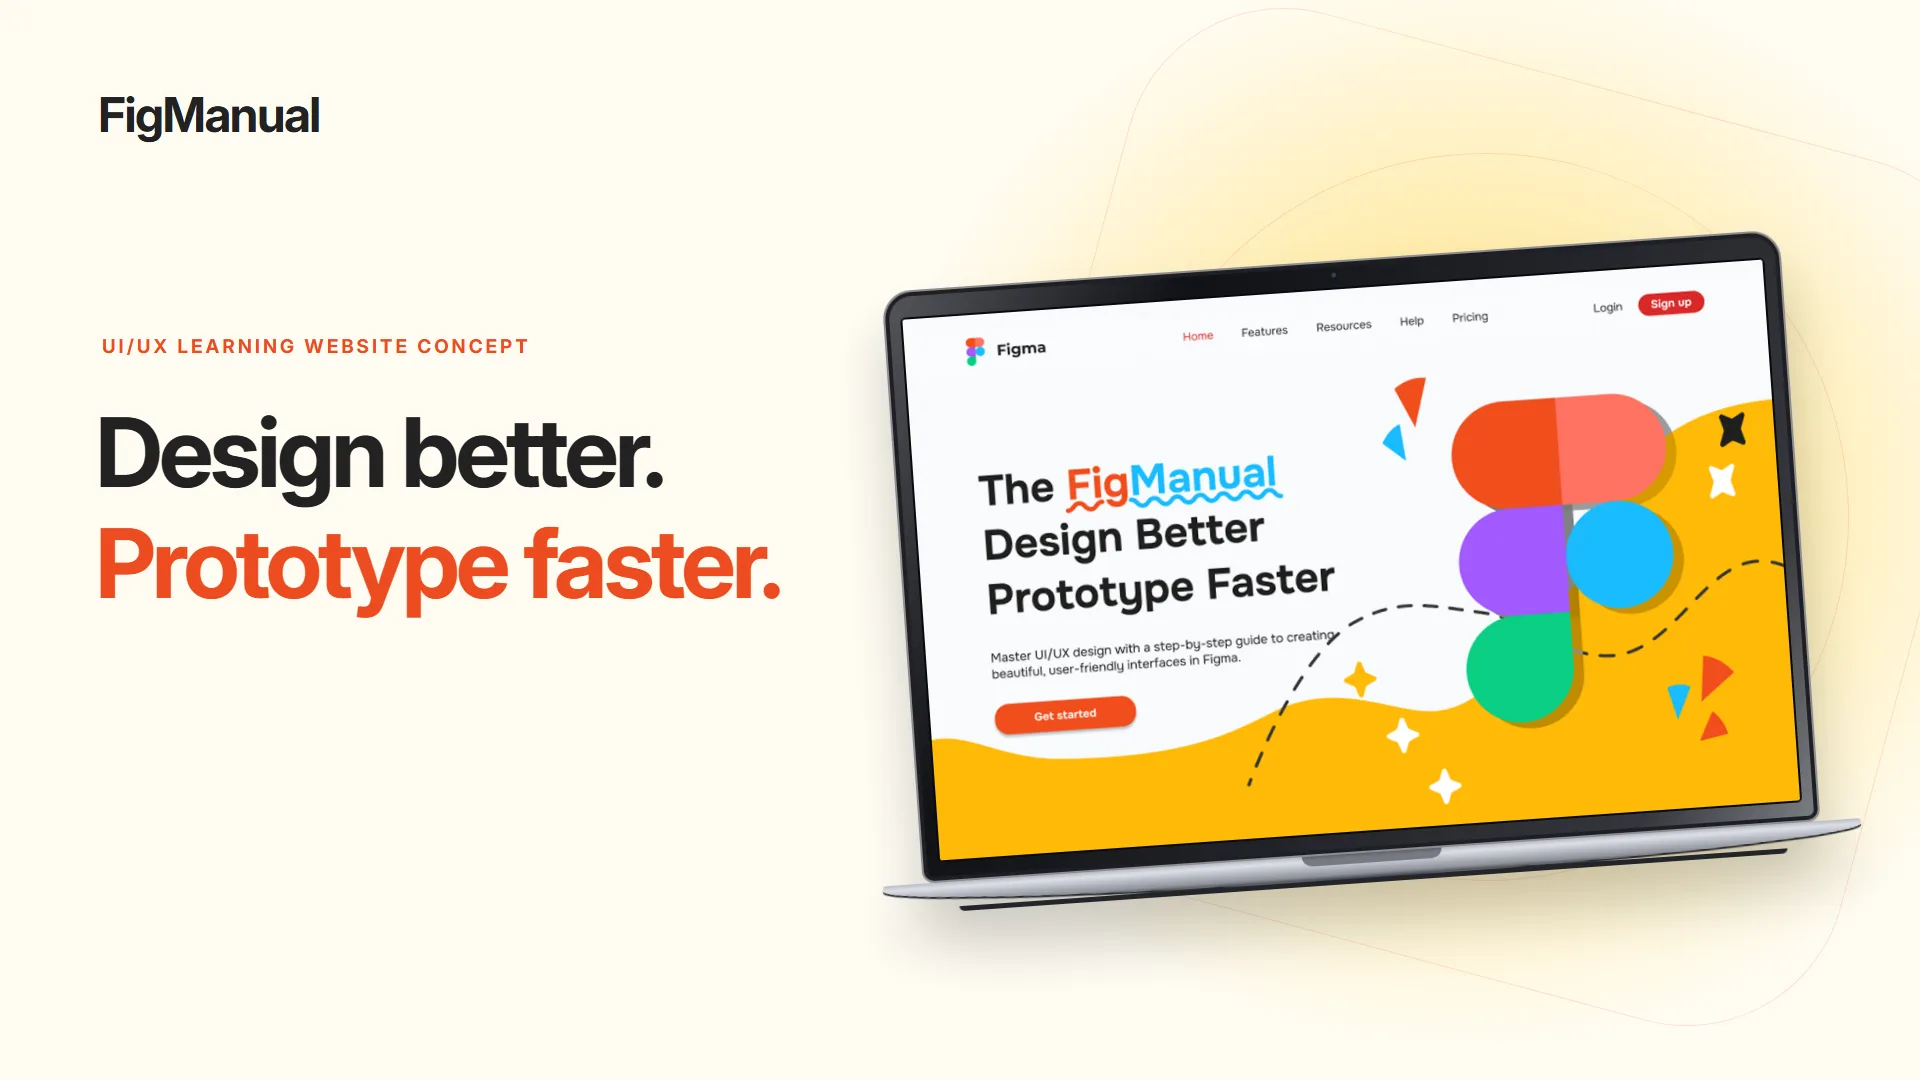 FigManual
UI/UX LEARNING WEBSITE CONCEPT
Design better.
Prototype faster.
Figma
Home
Features
Resources
Help
Pricing
Login
Sign up
The FigManual
Design Better
Prototype Faster
Master UI/UX design with a step-by-step guide to creating
beautiful, user-friendly interfaces in Figma.
Get started